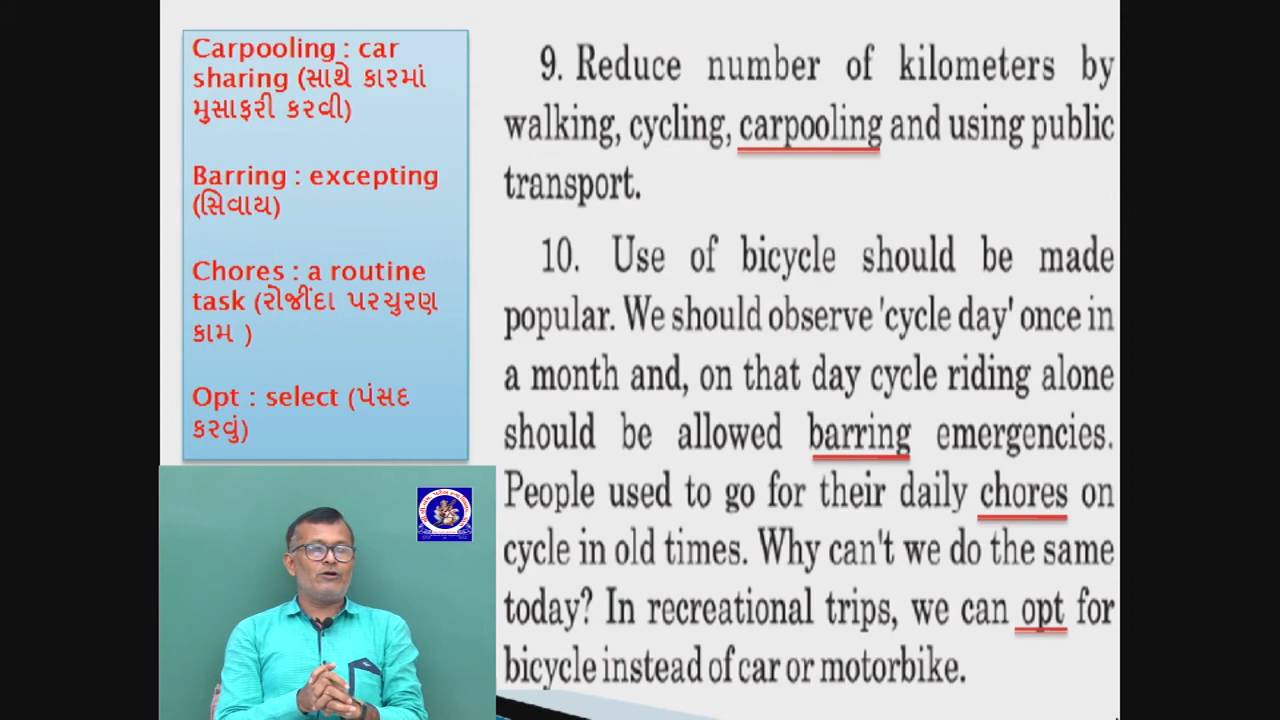 Carpooling : car
sharing (સાથે કારમાં
મુસાફરી કરવી)
Barring : excepting
(સિવાય)
Chores : a routine
task (રોજીંદા પરચુરણ
કામ )
Opt : select (પંસદ
કરવું)
9. Reduce number of kilometers by
walking, cycling, carpooling and using public
transport.
10. Use of bicycle should be made
popular. We should observe 'cycle day' once in
a month and, on that day cycle riding alone
should be allowed barring emergencies.
People used to go for their daily chores on
cycle in old times. Why can't we do the same
today? In recreational trips, we can opt for
bicycle instead of car or motorbike.